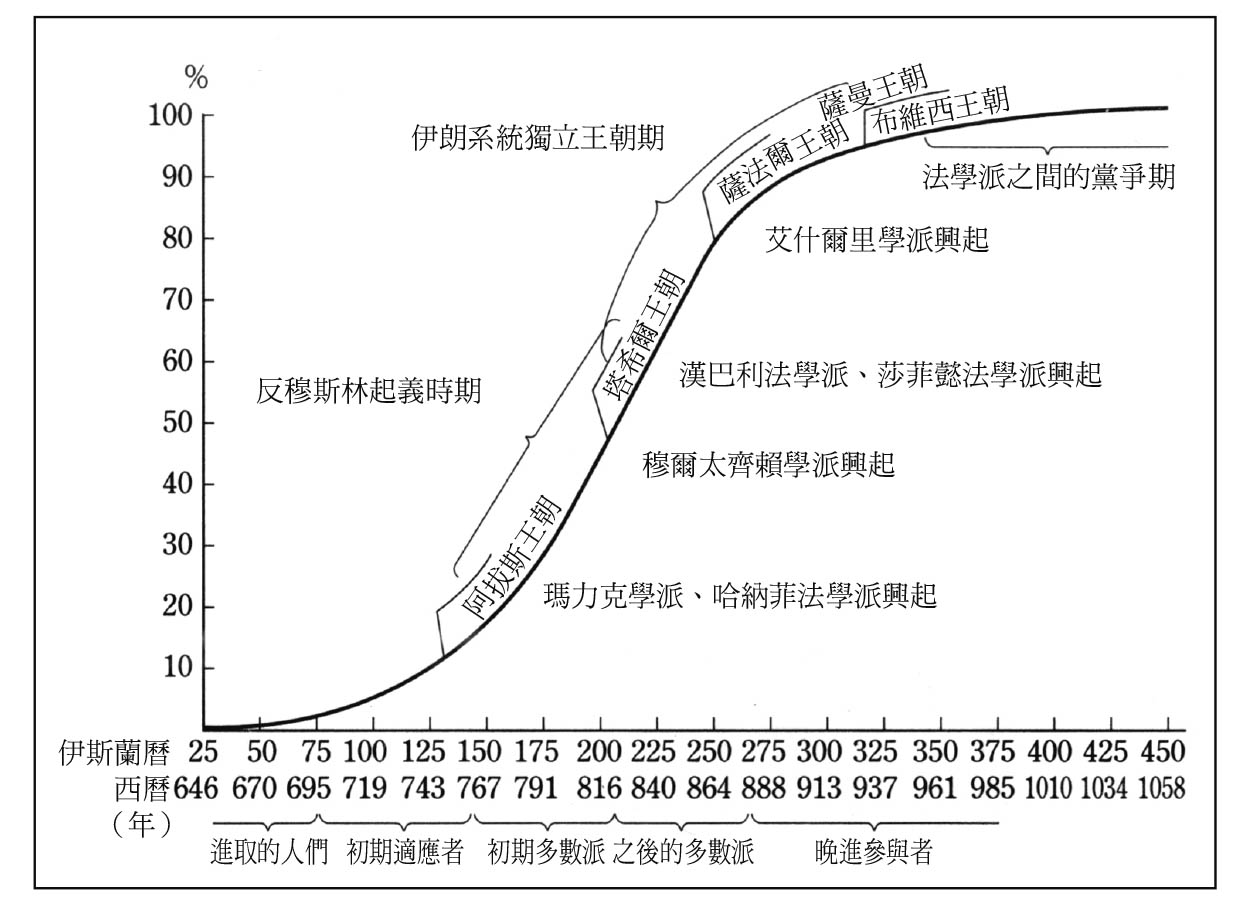 %
100
90
80
70
60
50
40
30
20
10
伊朗系統獨立王朝期
薩曼王朝
布維西王朝
薩法爾王朝
法學派之間的黨爭期
艾什爾里學派興起
塔希爾王朝
漢巴利法學派、莎菲懿法學派興起
反穆斯林起義時期
穆爾太齊賴學派興起
阿拔斯王朝
瑪力克學派、哈納菲法學派興起
伊斯蘭曆 25 50 75 100 125 150 175 200 225 250 275 300 325 350 375 400 425 450
西曆 646 670 695 719 743 767 791 816 840 864 888 913 937 961 985 1010 1034 1058
（年）
進取的人們 初期適應者 初期多數派 之後的多數派 晚進參與者